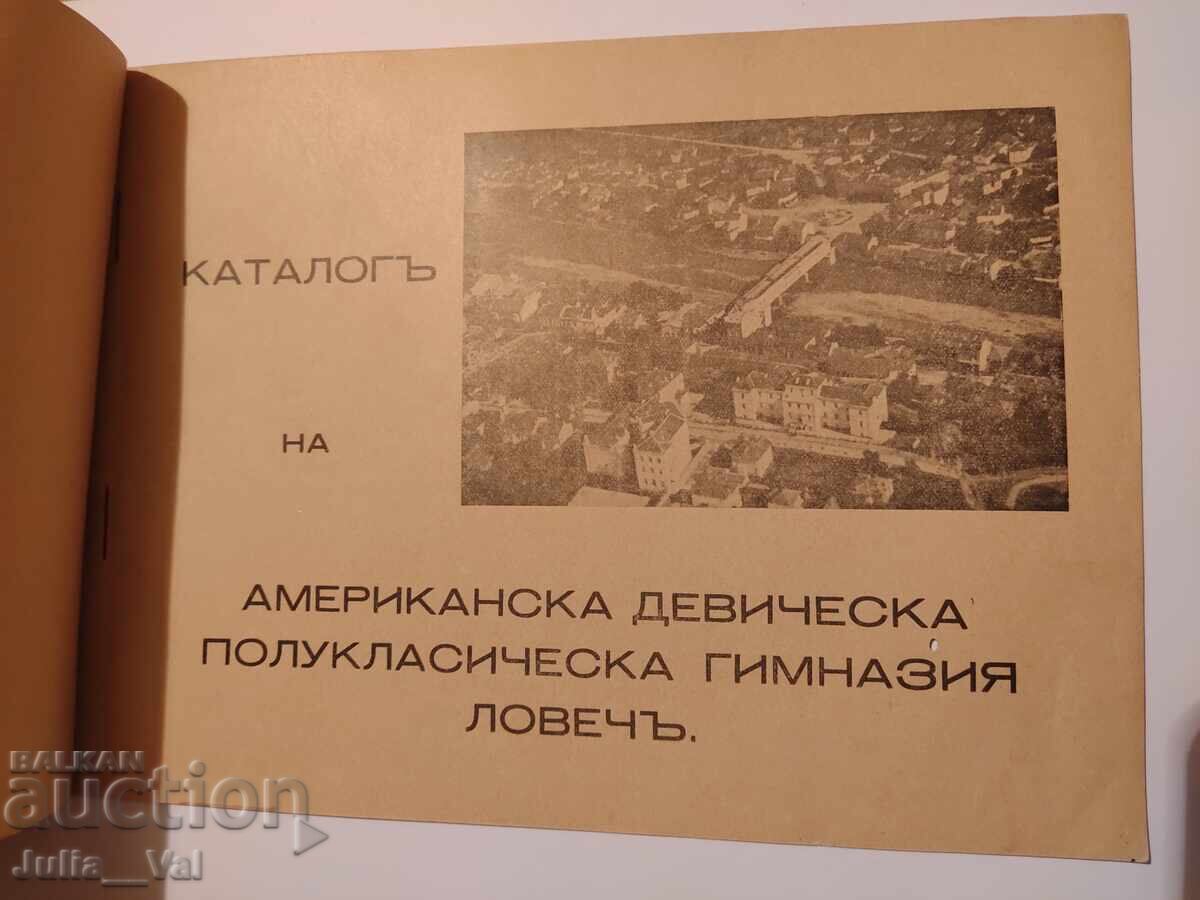 КАТАЛОГЪ
НА
АМЕРИКАНСКА ДЕВИЧЕСКА
ПОЛУКЛАСИЧЕСКА ГИМНАЗИЯ
ЛОВЕЧЪ.
BALKAN
auction
Julia__Val